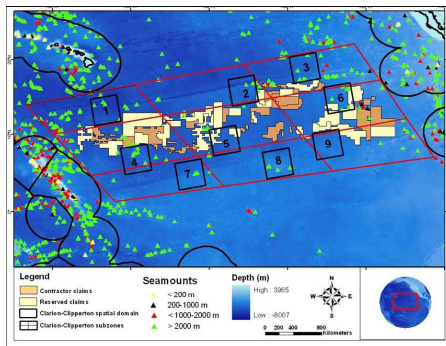 1
2
3
4
5
6
7
8
9
Legend
Contractor claims
Reserved claims
Clarion-Clipperton spatial domain
Clarion-Clipperton subzones
Seamounts
< 200 m
200-1000 m
< 1000-2000 m
> 2000 m
Depth (m)
High : 3965
Low : -8007
N
W
E
S
0 200 400 800
Kilometers